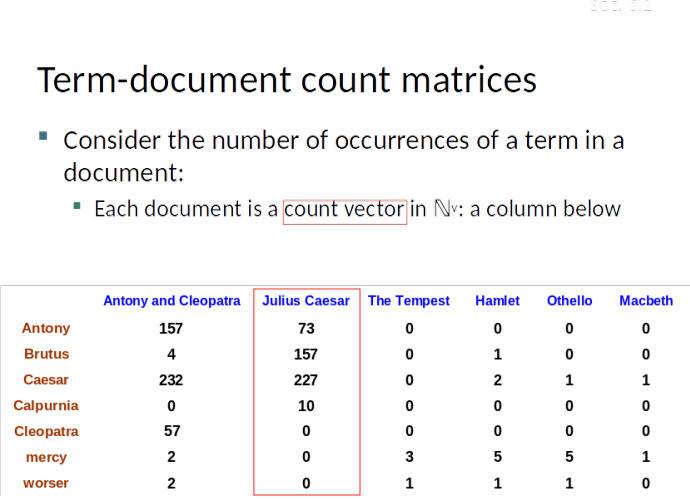 Term-document count matrices
Consider the number of occurrences of a term in a
document:
Each document is a count vector in ℕᵛ: a column below
Antony and Cleopatra Julius Caesar The Tempest Hamlet Othello Macbeth
Antony 157 73 0 0 0 0
Brutus 4 157 0 1 0 0
Caesar 232 227 0 2 1 1
Calpurnia 0 10 0 0 0 0
Cleopatra 57 0 0 0 0 0
mercy 2 0 3 5 5 1
worser 2 0 1 1 1 0